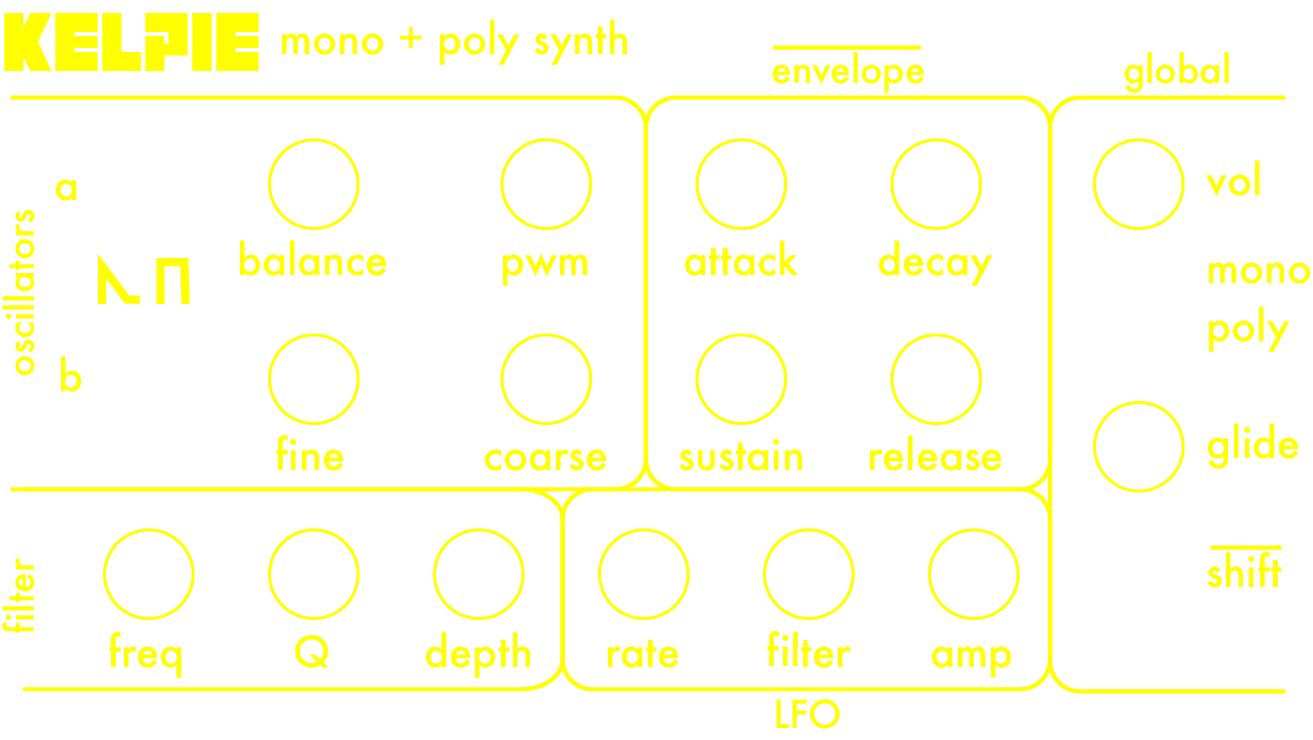 KELPIE mono + poly synth
envelope
global
oscillators
a
b
balance
pwm
fine
coarse
attack
decay
sustain
release
vol
mono
poly
glide
shift
filter
freq
Q
depth
rate
filter
amp
LFO